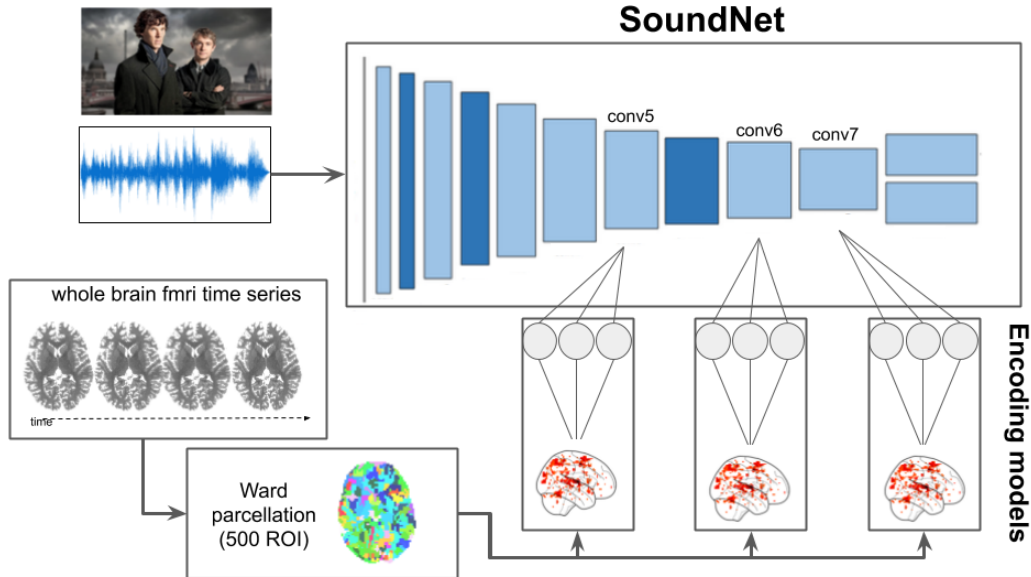 SoundNet
conv5
conv6
conv7
whole brain fmri time series
time
Encoding models
Ward
parcellation
(500 ROI)